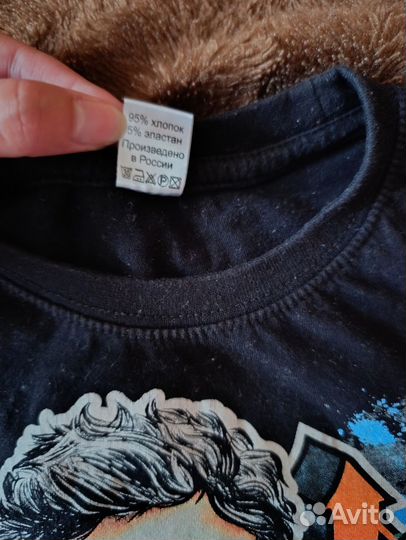 95% хлопок
5% эластан
Произведено
в России
Avito